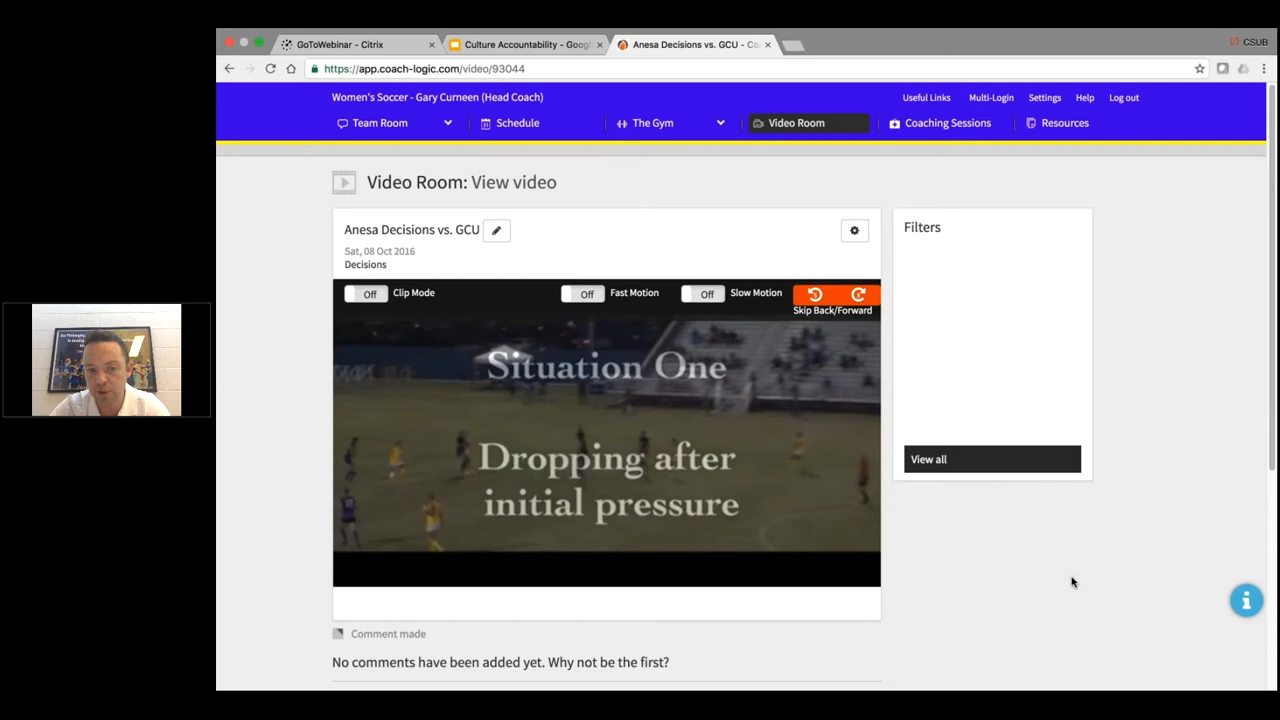 GoToWebinar - Citrix
Culture Accountability - Goog
Anesa Decisions vs. GCU - Co
CSUB
https://app.coach-logic.com/video/93044
Women's Soccer - Gary Curneen (Head Coach)
Useful Links Multi-Login Settings Help Log out
Team Room Schedule The Gym Video Room Coaching Sessions Resources
Video Room: View video
Anesa Decisions vs. GCU
Sat, 08 Oct 2016
Decisions
Filters
Off Clip Mode Off Fast Motion Off Slow Motion
Skip Back/Forward
Situation One
Dropping after
initial pressure
View all
Comment made
No comments have been added yet. Why not be the first?